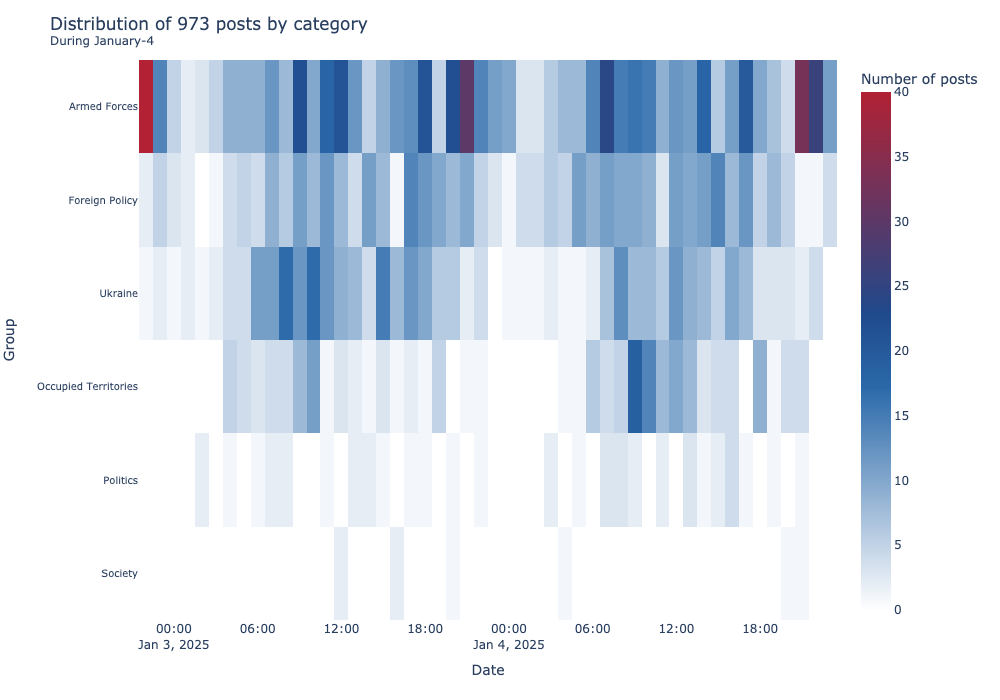 Distribution of 973 posts by category
During January-4
Number of posts
40
35
30
25
20
15
10
5
0
Group
Armed Forces
Foreign Policy
Ukraine
Occupied Territories
Politics
Society
00:00 06:00 12:00 18:00 00:00 06:00 12:00 18:00
Jan 3, 2025 Jan 4, 2025
Date